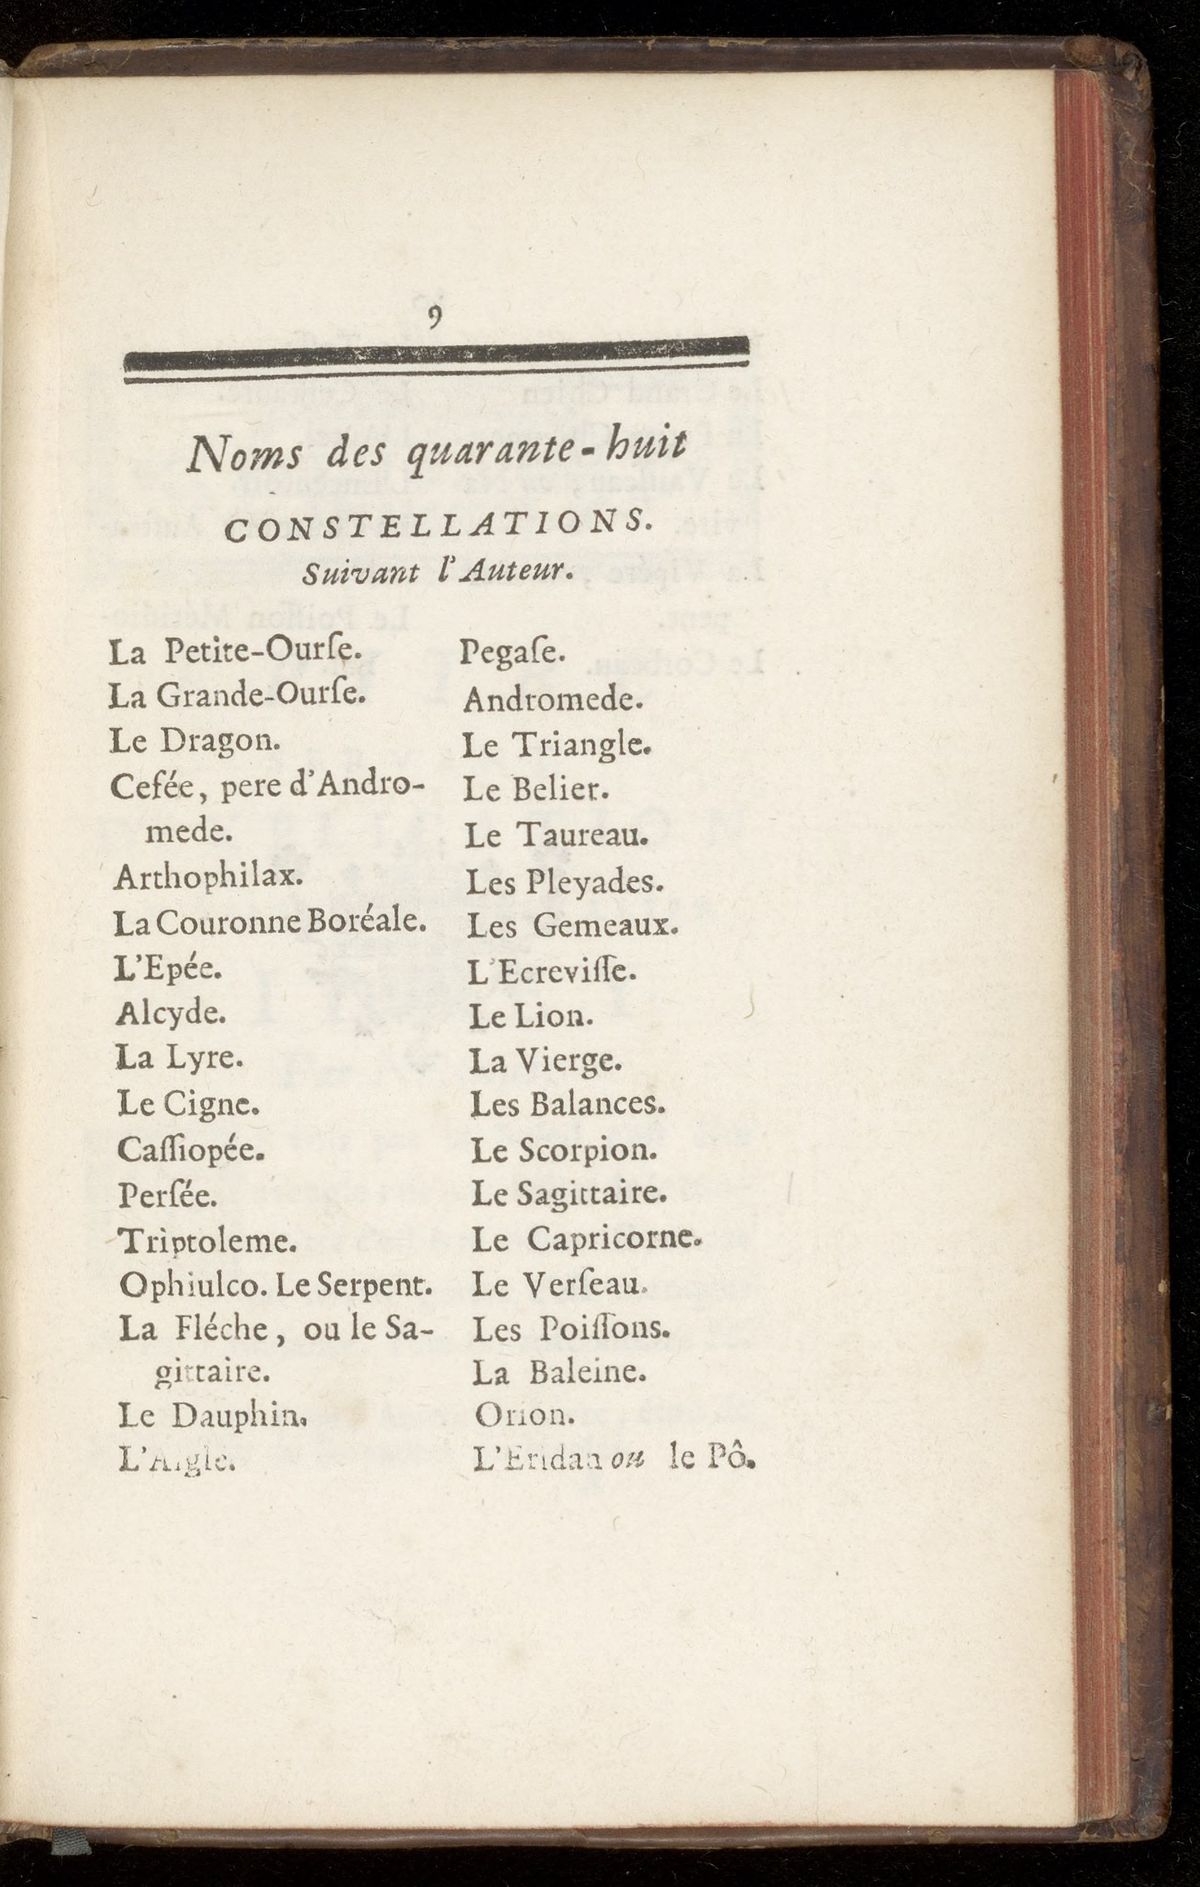 9
Noms des quarante-huit
CONSTELLATIONS.
Suivant l'Auteur.
La Petite-Ourſe.
La Grande-Ourſe.
Le Dragon.
Cefée, pere d'Andro-
mede.
Arthophilax.
La Couronne Boréale.
L'Epée.
Alcyde.
La Lyre.
Le Cigne.
Caſſiopée.
Perſée.
Triptoleme.
Ophiulco. Le Serpent.
La Fléche, ou le Sa-
gittaire.
Le Dauphin.
L'Aigle.
Pegaſe.
Andromede.
Le Triangle.
Le Belier.
Le Taureau.
Les Pleyades.
Les Gemeaux.
L'Ecreviſſe.
Le Lion.
La Vierge.
Les Balances.
Le Scorpion.
Le Sagittaire.
Le Capricorne.
Le Verſeau.
Les Poiſſons.
La Baleine.
Orion.
L'Eridan ou le Pô.